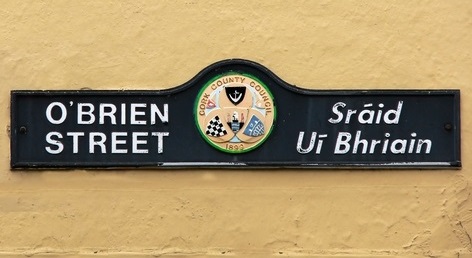 O'BRIEN
STREET
CORK COUNTY COUNCIL
1899
Sráid
Uí Bhriain